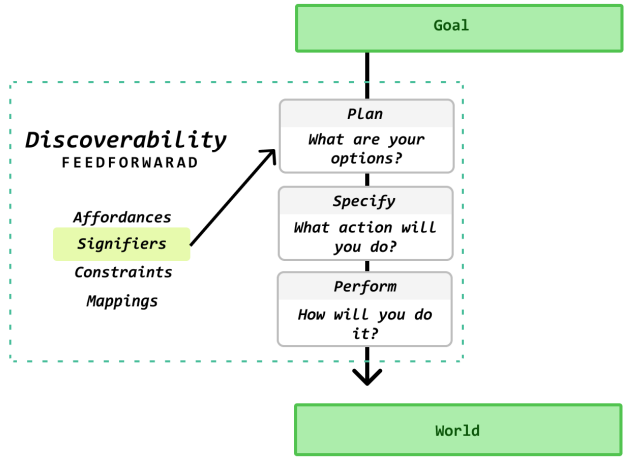 Goal
Discoverability
FEEDFORWARAD
Affordances
Signifiers
Constraints
Mappings
Plan
What are your
options?
Specify
What action will
you do?
Perform
How will you do
it?
World